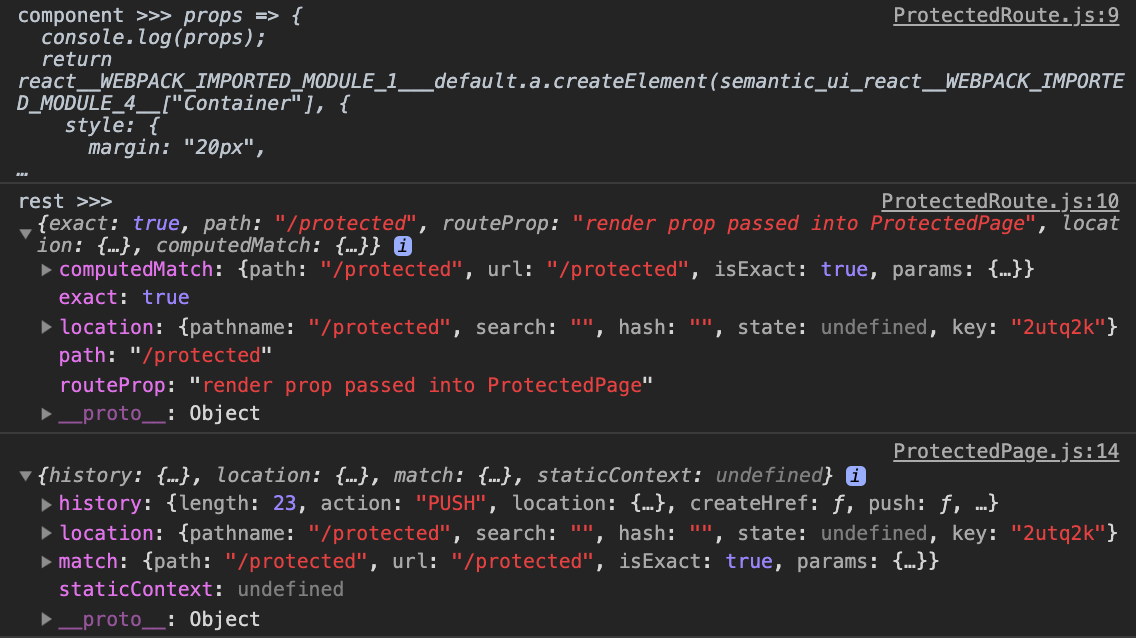 component >>> props => {
ProtectedRoute.js:9
console.log(props);
return
react__WEBPACK_IMPORTED_MODULE_1___default.a.createElement(semantic_ui_react__WEBPACK_IMPORTE
D_MODULE_4__["Container"], {
style: {
margin: "20px",
…
rest >>>
ProtectedRoute.js:10
{exact: true, path: "/protected", routeProp: "render prop passed into ProtectedPage", locat
ion: {…}, computedMatch: {…}} i
computedMatch: {path: "/protected", url: "/protected", isExact: true, params: {…}}
exact: true
location: {pathname: "/protected", search: "", hash: "", state: undefined, key: "2utq2k"}
path: "/protected"
routeProp: "render prop passed into ProtectedPage"
__proto__: Object
ProtectedPage.js:14
{history: {…}, location: {…}, match: {…}, staticContext: undefined} i
history: {length: 23, action: "PUSH", location: {…}, createHref: ƒ, push: ƒ, …}
location: {pathname: "/protected", search: "", hash: "", state: undefined, key: "2utq2k"}
match: {path: "/protected", url: "/protected", isExact: true, params: {…}}
staticContext: undefined
__proto__: Object